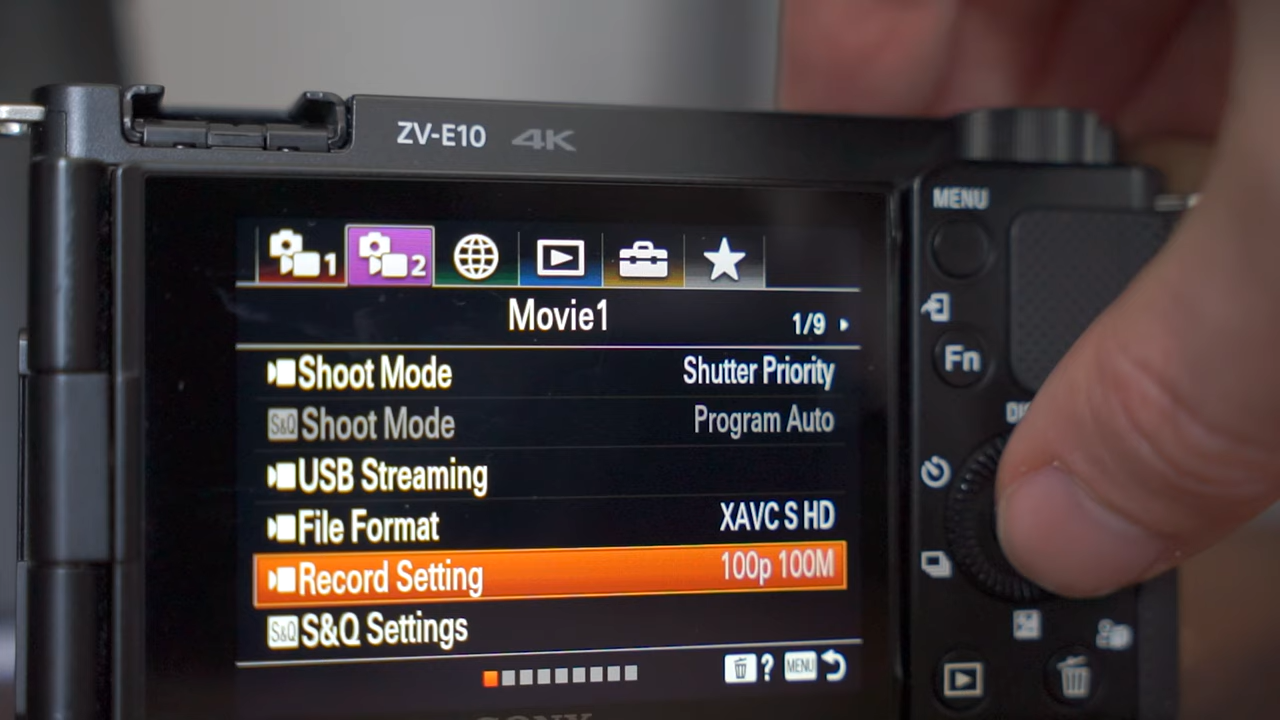 ZV-E10 4K
MENU
1 2
Movie1
1/9
Shoot Mode Shutter Priority
Fn
S&Q Shoot Mode Program Auto
USB Streaming
File Format XAVC S HD
Record Setting 100p 100M
S&Q S&Q Settings
? MENU
SONY